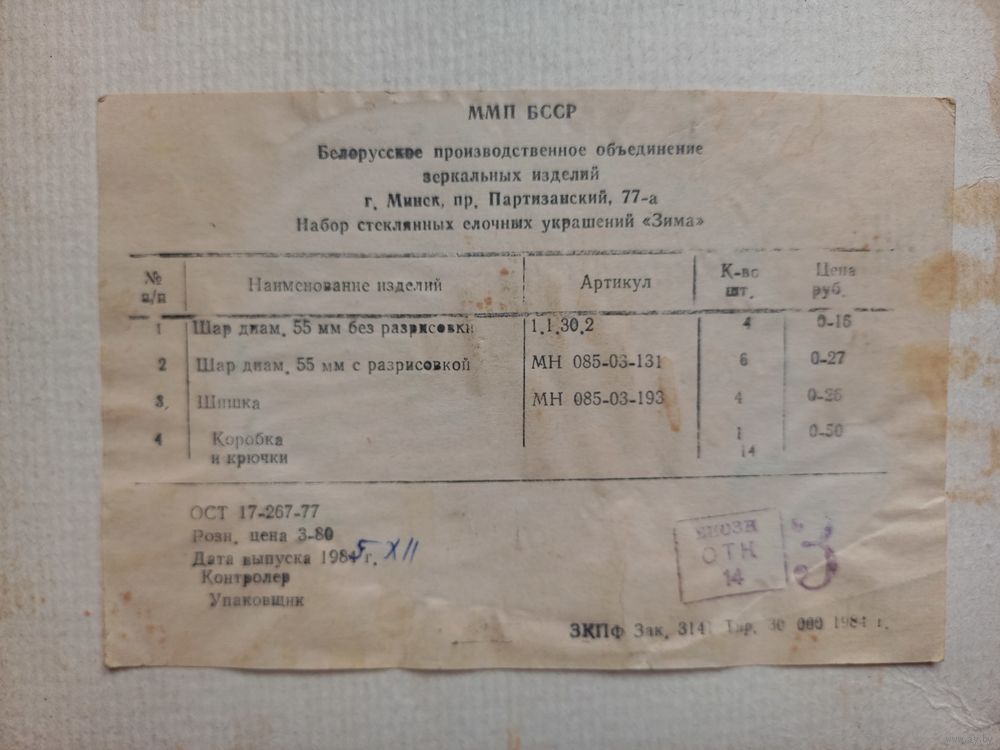 ММП БССР
Белорусское производственное объединение
зеркальных изделий
г. Минск, пр. Партизанский, 77-а
Набор стеклянных елочных украшений «Зима»
№ п/п Наименование изделий Артикул К-во шт. Цена руб.
1 Шар диам. 55 мм без разрисовки 1.1.30.2 4 0-16
2 Шар диам. 55 мм с разрисовкой МН 085-03-131 6 0-27
3. Шишка МН 085-03-193 4 0-26
4 Коробка 1 0-50
и крючки 14
ОСТ 17-267-77
Розн. цена 3-80
Дата выпуска 1985 г. XII
Контролер
Упаковщик
ОТК
14
3
ЗКПф Зак. 3141 Тир. 30 000 1984 г.
www.ay.by